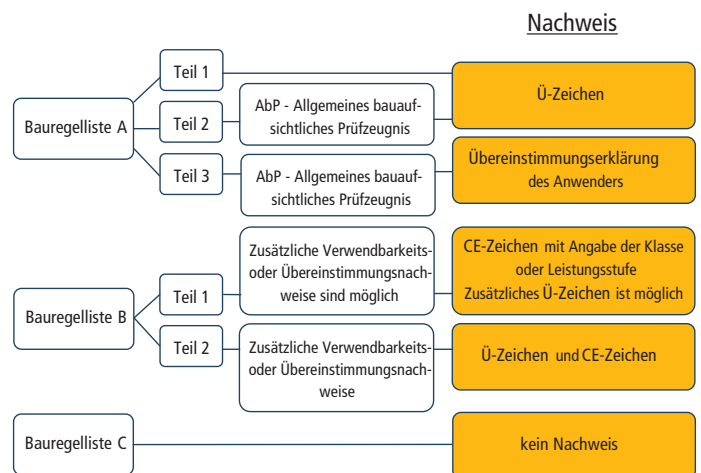 Nachweis
Teil 1
Ü-Zeichen
Bauregelliste A
Teil 2
AbP - Allgemeines bauauf-
sichtliches Prüfzeugnis
Teil 3
AbP - Allgemeines bauauf-
sichtliches Prüfzeugnis
Übereinstimmungserklärung
des Anwenders
Bauregelliste B
Teil 1
Zusätzliche Verwendbarkeits-
oder Übereinstimmungsnach-
weise sind möglich
CE-Zeichen mit Angabe der Klasse
oder Leistungsstufe
Zusätzliches Ü-Zeichen ist möglich
Teil 2
Zusätzliche Verwendbarkeits-
oder Übereinstimmungsnach-
weise
Ü-Zeichen und CE-Zeichen
Bauregelliste C
kein Nachweis